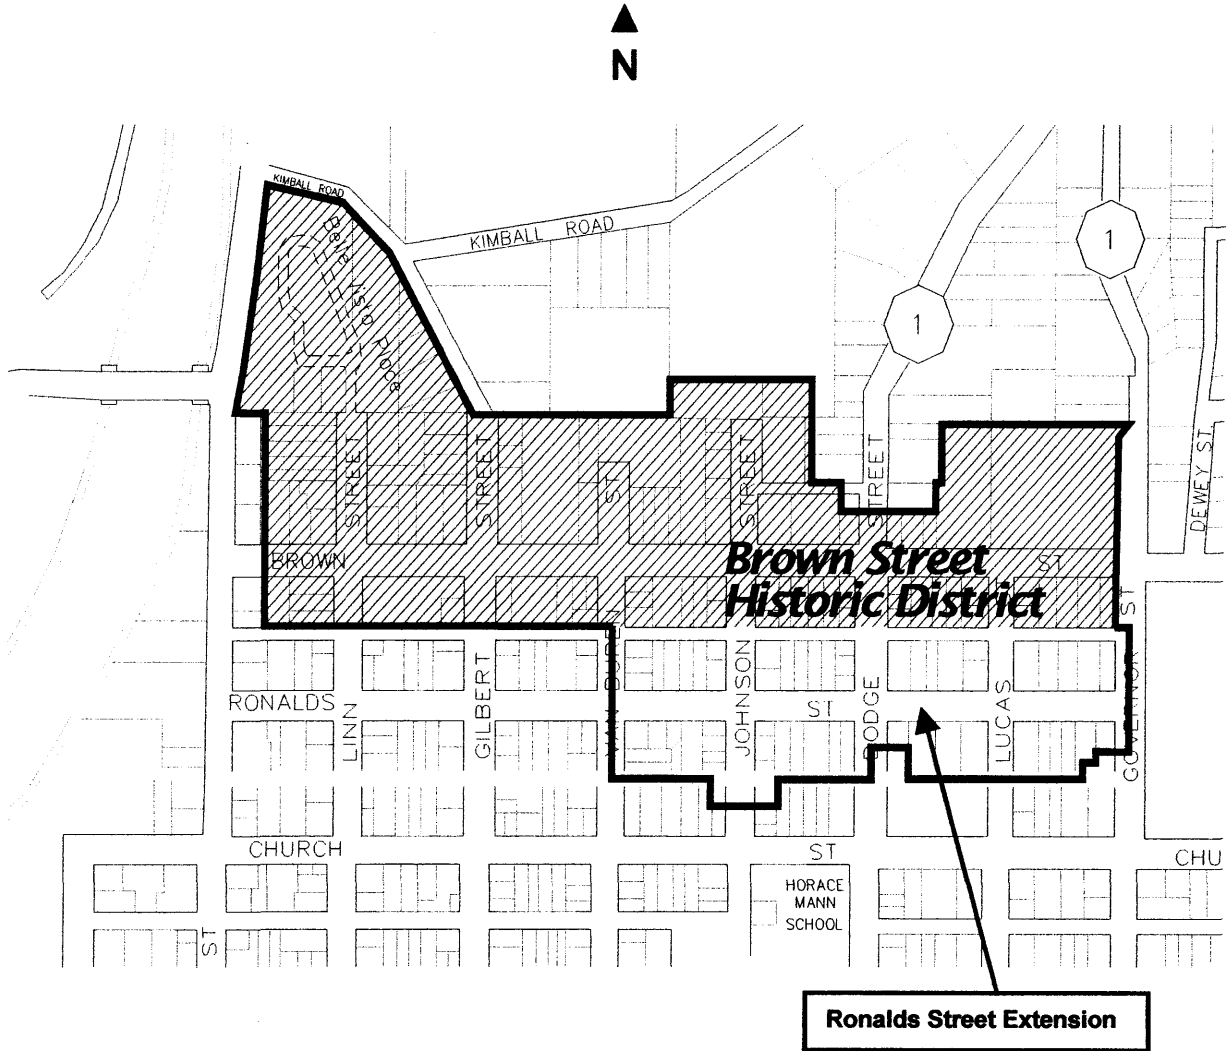 N
KIMBALL ROAD
KIMBALL ROAD
Belle Vista Place
1
1
STREET
STREET
ST
STREET
STREET
DEWEY ST
BROWN
ST
Brown Street
Historic District
VAN BUREN
GOVERNOR ST
RONALDS
ST
LINN
GILBERT
JOHNSON
DODGE
LUCAS
CHURCH
ST
CHU
HORACE
MANN
SCHOOL
ST
Ronalds Street Extension